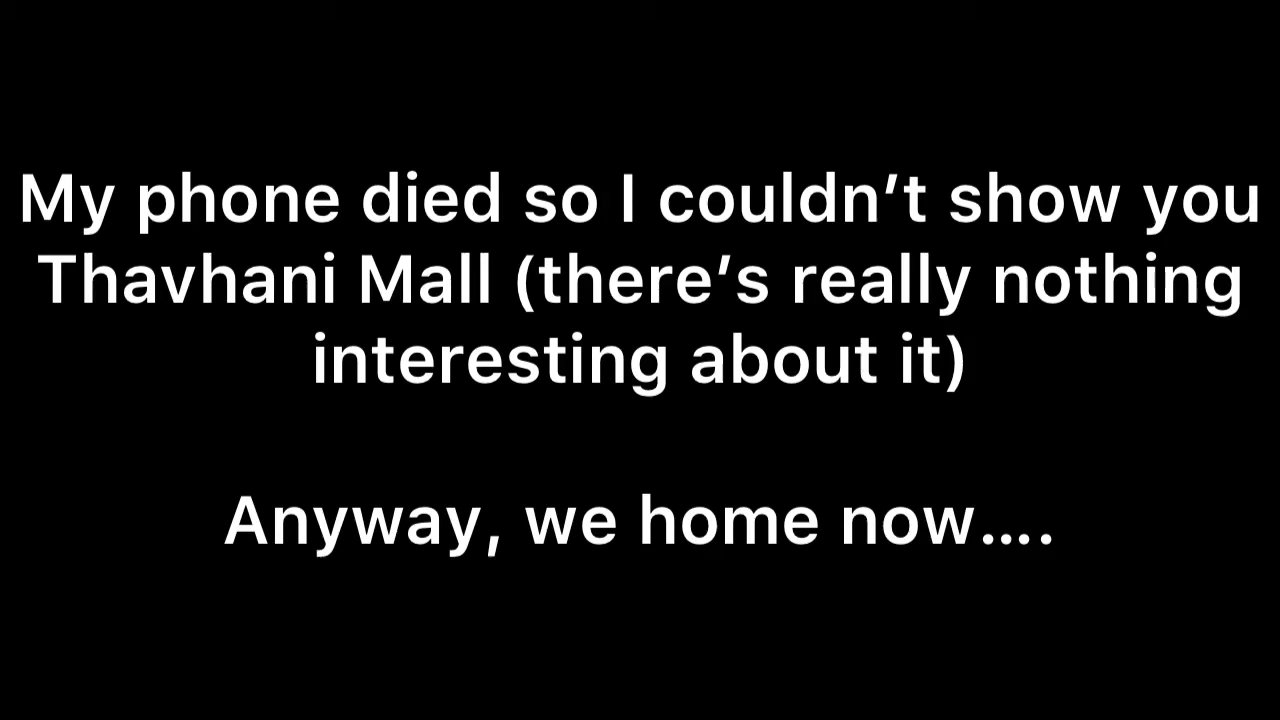 My phone died so I couldn’t show you
Thavhani Mall (there’s really nothing
interesting about it)
Anyway, we home now....